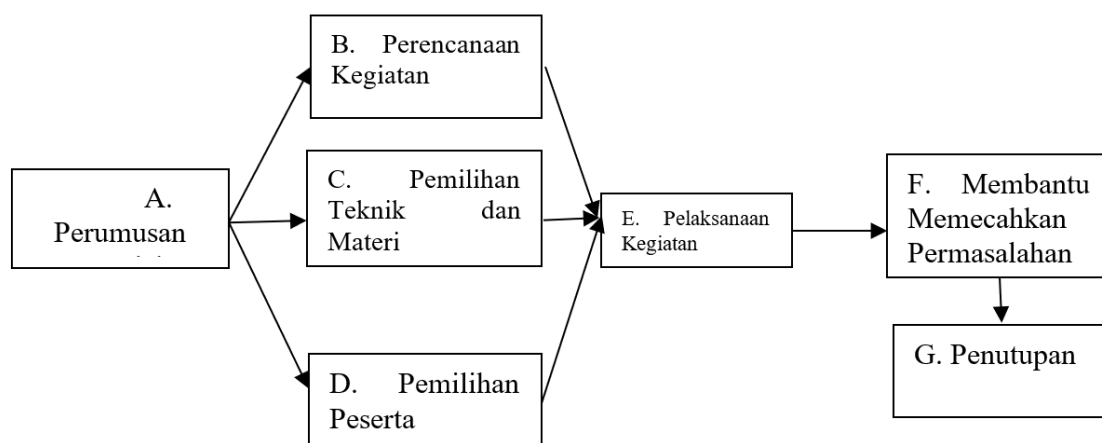 A.
Perumusan
B. Perencanaan
Kegiatan
C. Pemilihan
Teknik dan
Materi
D. Pemilihan
Peserta
E. Pelaksanaan
Kegiatan
F. Membantu
Memecahkan
Permasalahan
G. Penutupan